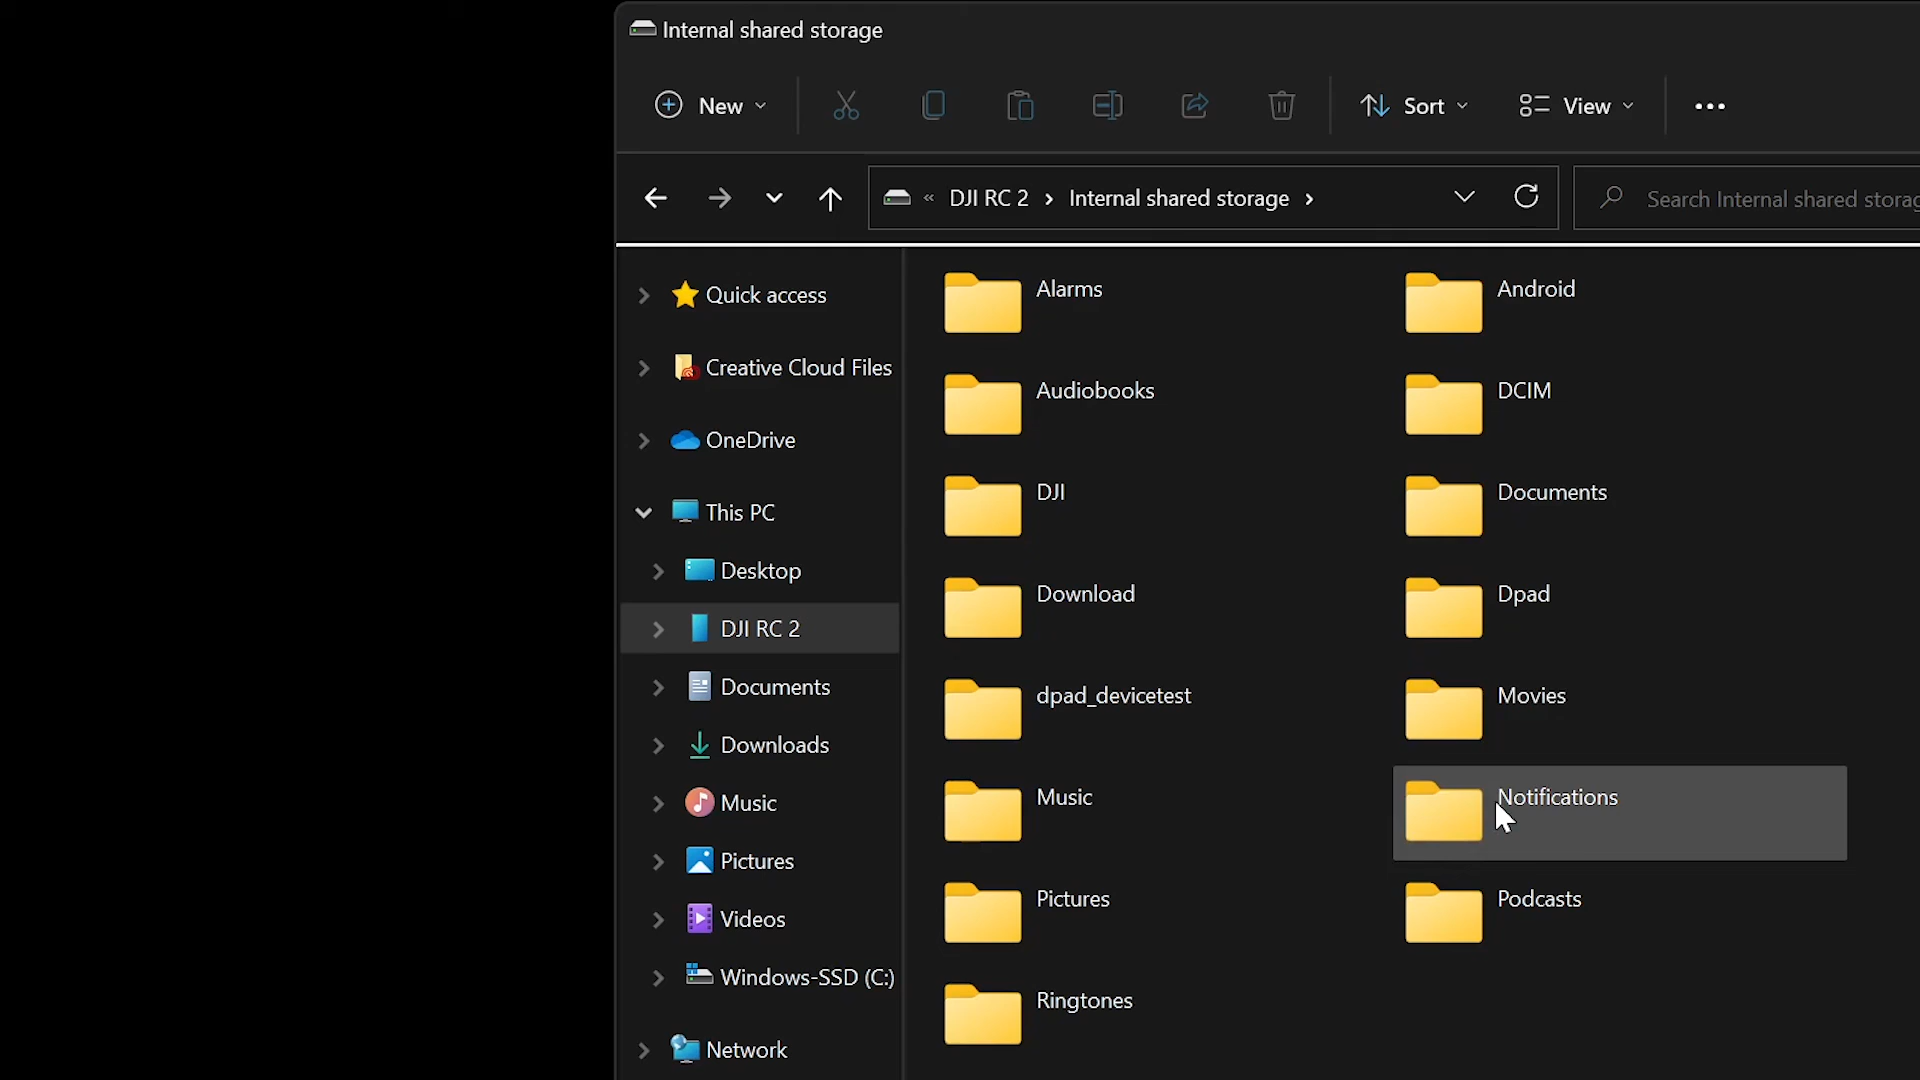 Internal shared storage
New
Sort
View
« DJI RC 2 › Internal shared storage ›
Search Internal shared storag
Quick access
Creative Cloud Files
OneDrive
This PC
Desktop
DJI RC 2
Documents
Downloads
Music
Pictures
Videos
Windows-SSD (C:)
Network
Alarms
Android
Audiobooks
DCIM
DJI
Documents
Download
Dpad
dpad_devicetest
Movies
Music
Notifications
Pictures
Podcasts
Ringtones